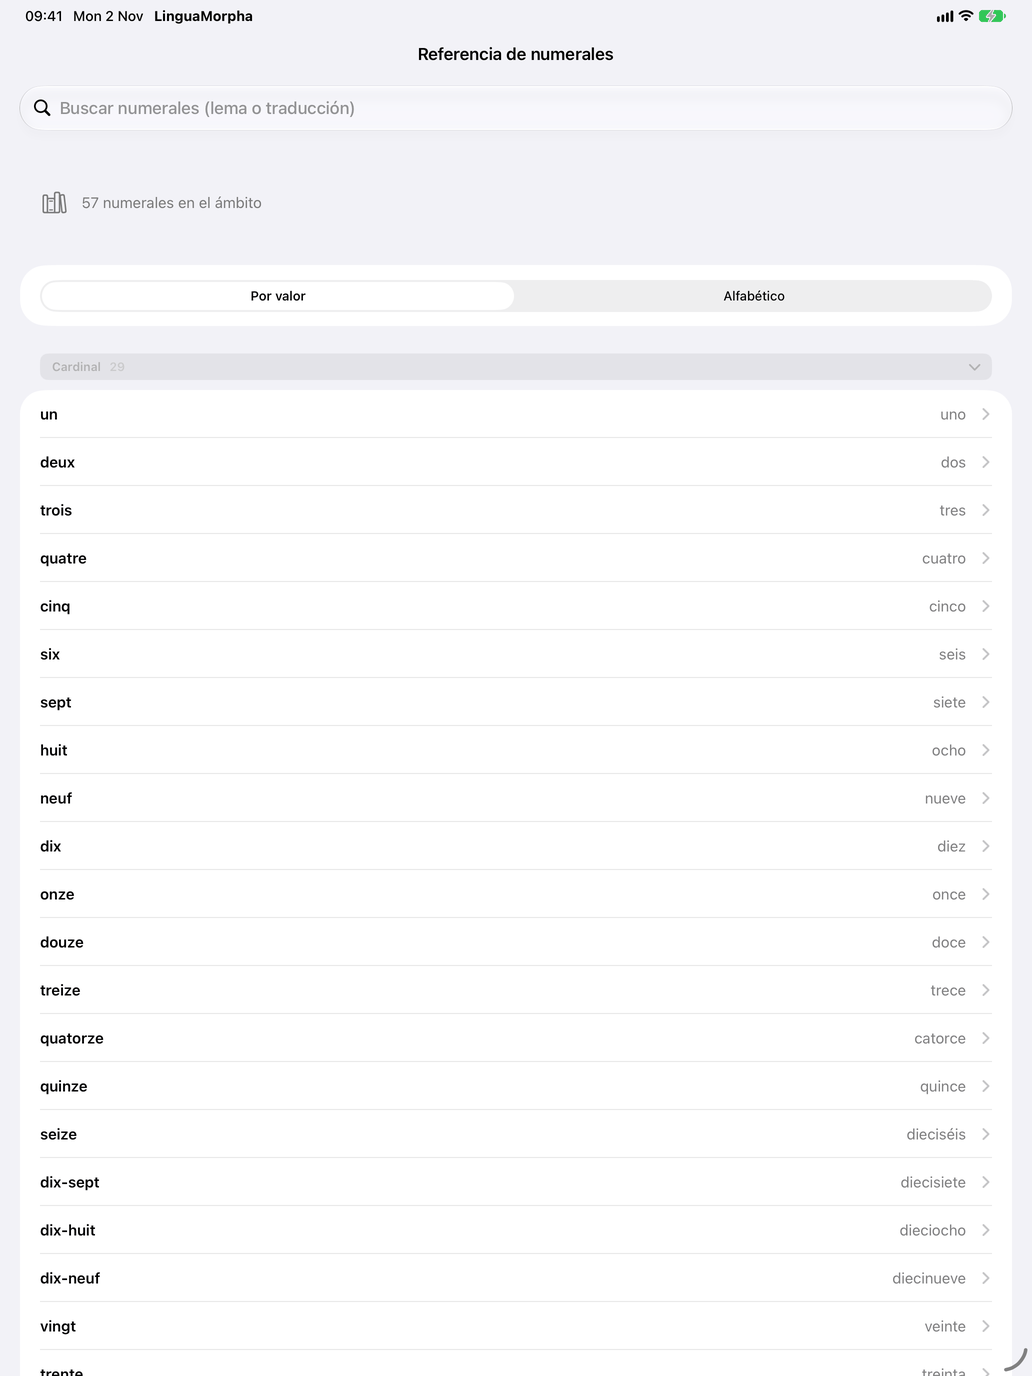 09:41 Mon 2 Nov LinguaMorpha
Referencia de numerales
Buscar numerales (lema o traducción)
57 numerales en el ámbito
Por valor Alfabético
Cardinal 29
un uno
deux dos
trois tres
quatre cuatro
cinq cinco
six seis
sept siete
huit ocho
neuf nueve
dix diez
onze once
douze doce
treize trece
quatorze catorce
quinze quince
seize dieciséis
dix-sept diecisiete
dix-huit dieciocho
dix-neuf diecinueve
vingt veinte
trente treinta